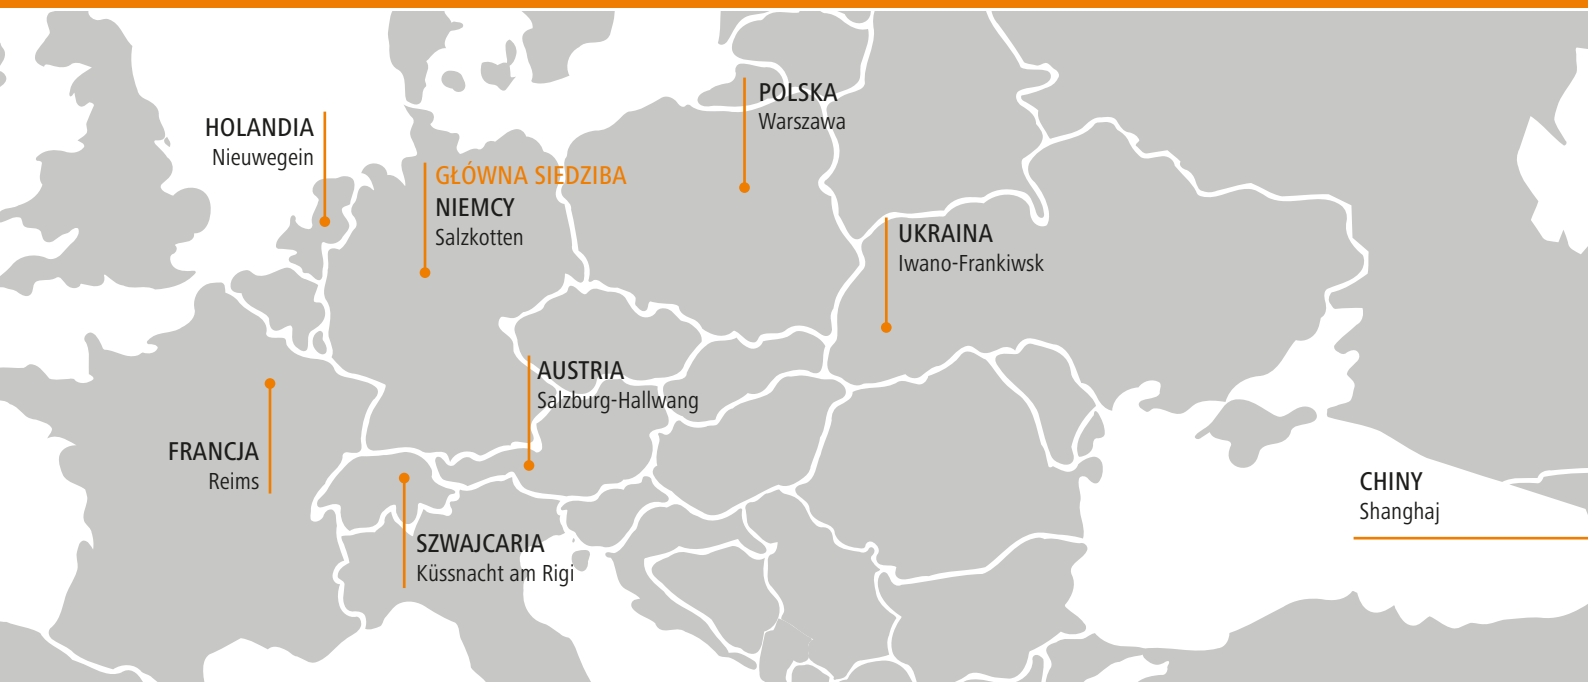 HOLANDIA
Nieuwegein
GŁÓWNA SIEDZIBA
NIEMCY
Salzkotten
POLSKA
Warszawa
UKRAINA
Iwano-Frankiwsk
AUSTRIA
Salzburg-Hallwang
FRANCJA
Reims
SZWAJCARIA
Küssnacht am Rigi
CHINY
Shanghaj